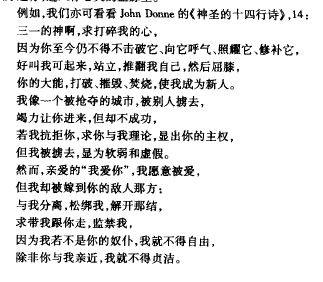 例如,我们亦可看看 John Donne 的《神圣的十四行诗》,14:
三一的神啊,求打碎我的心,
因为你至今仍不得不击破它、向它呼气、照耀它、修补它,
好叫我可起来,站立,推翻我自己,然后屈膝,
你的大能,打破、摧毁、焚烧,使我成为新人。
我像一个被抢夺的城市,被别人掳去,
竭力让你进来,但却不成功,
若我抗拒你,求你与我理论,显出你的主权,
但我被掳去,显为软弱和虚假。
然而,亲爱的“我爱你”,我愿意被爱,
但我却被嫁到你的敌人那方;
与我分离,松绑我,解开那结,
求带我跟你走,监禁我,
因为我若不是你的奴仆,我就不得自由,
除非你与我亲近,我就不得贞洁。